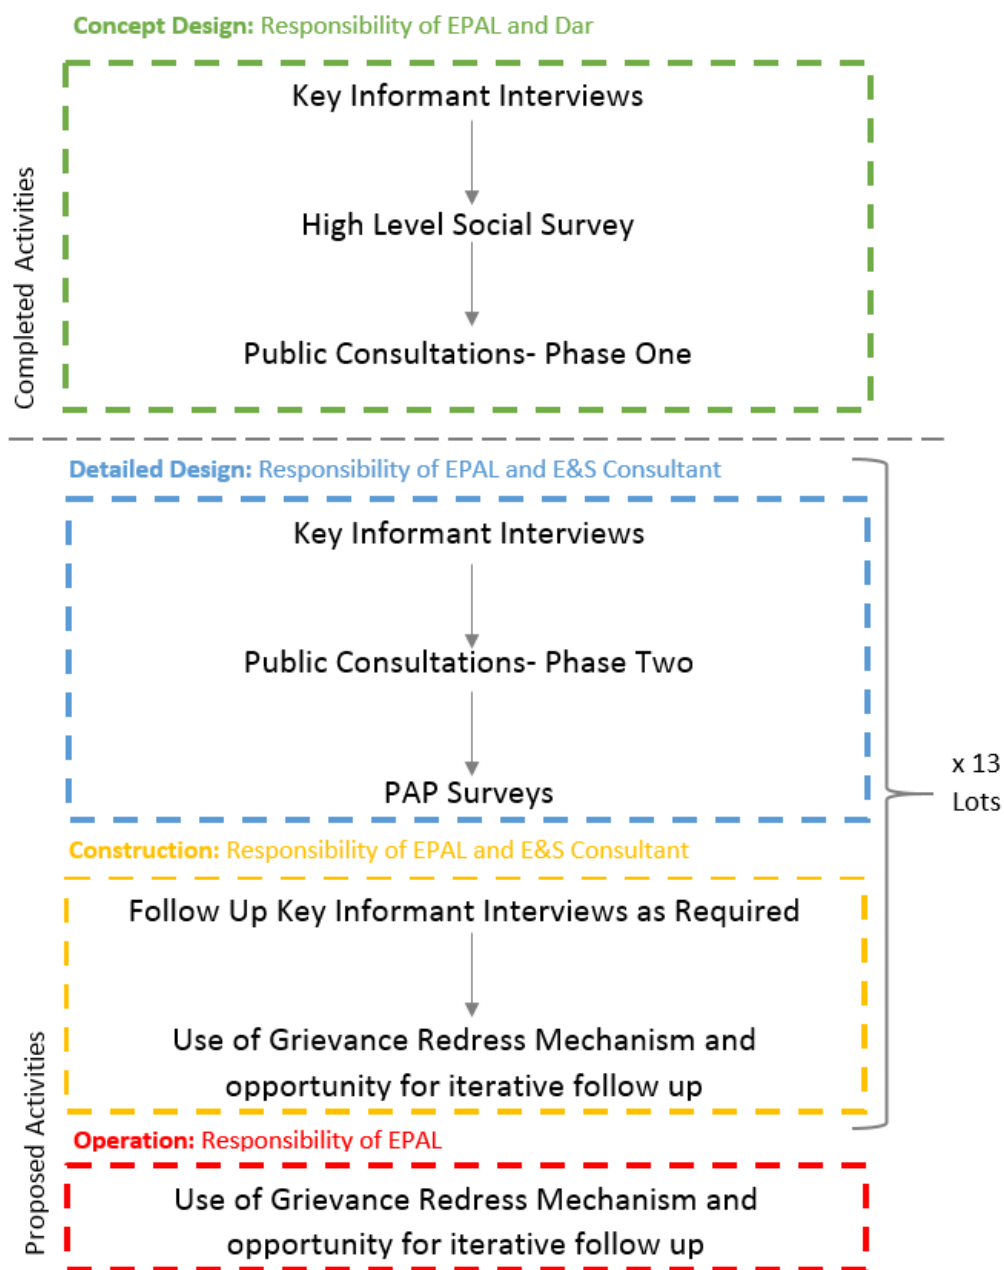 Concept Design: Responsibility of EPAL and Dar
Completed Activities
Key Informant Interviews
High Level Social Survey
Public Consultations- Phase One
Detailed Design: Responsibility of EPAL and E&S Consultant
Key Informant Interviews
Public Consultations- Phase Two
PAP Surveys
x 13
Lots
Construction: Responsibility of EPAL and E&S Consultant
Follow Up Key Informant Interviews as Required
Use of Grievance Redress Mechanism and
opportunity for iterative follow up
Proposed Activities
Operation: Responsibility of EPAL
Use of Grievance Redress Mechanism and
opportunity for iterative follow up